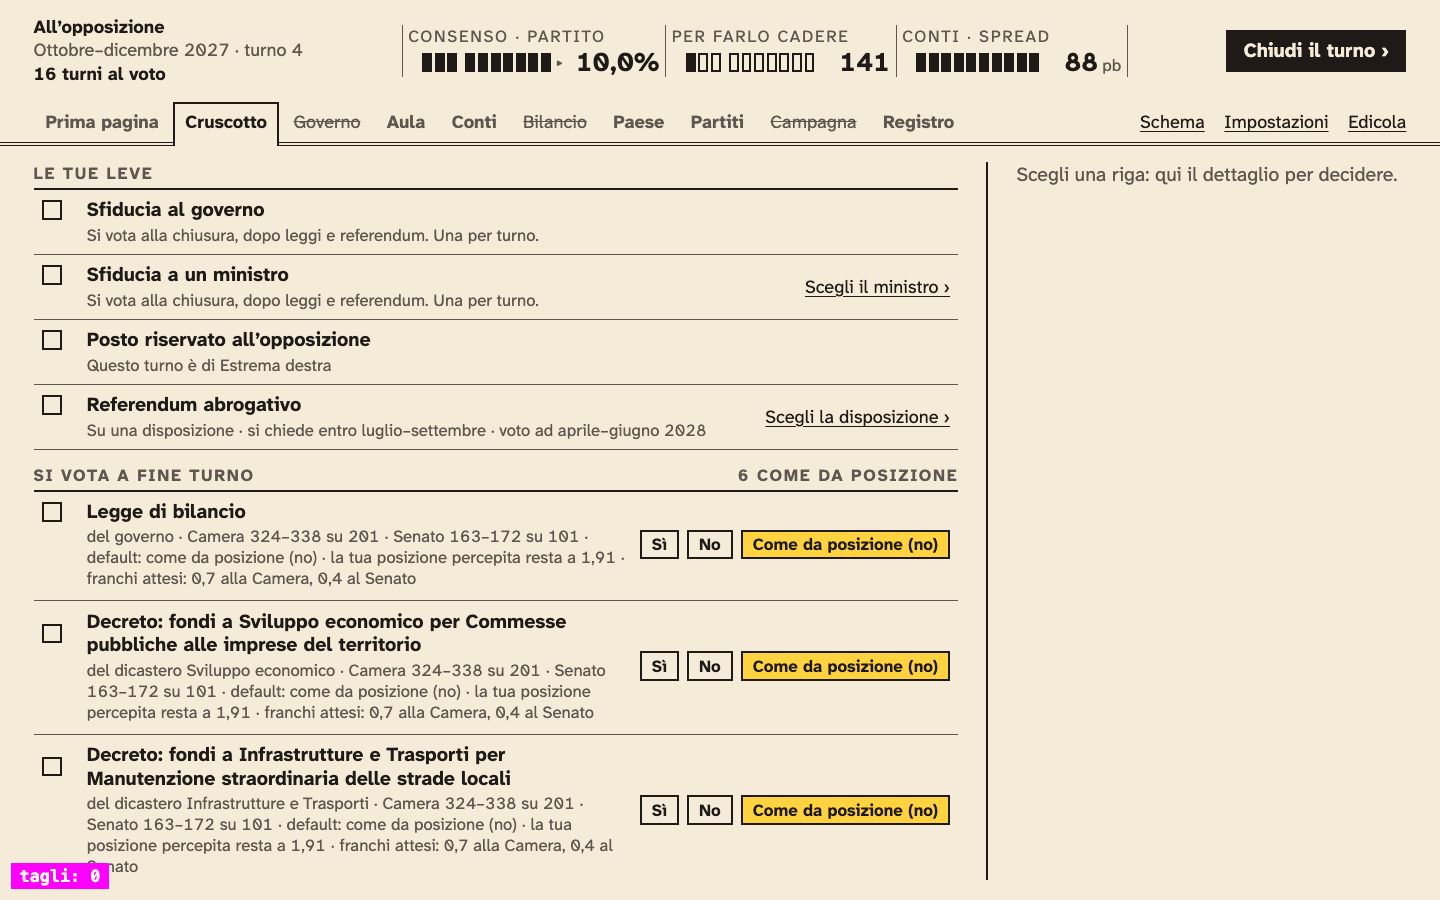 All’opposizione
Ottobre–dicembre 2027 · turno 4
16 turni al voto
CONSENSO · PARTITO
10,0%
PER FARLO CADERE
141
CONTI · SPREAD
88 pb
Chiudi il turno ›
Prima pagina
Cruscotto
Governo
Aula
Conti
Bilancio
Paese
Partiti
Campagna
Registro
Schema
Impostazioni
Edicola
LE TUE LEVE
Sfiducia al governo
Si vota alla chiusura, dopo leggi e referendum. Una per turno.
Sfiducia a un ministro
Si vota alla chiusura, dopo leggi e referendum. Una per turno.
Scegli il ministro ›
Posto riservato all’opposizione
Questo turno è di Estrema destra
Referendum abrogativo
Su una disposizione · si chiede entro luglio–settembre · voto ad aprile–giugno 2028
Scegli la disposizione ›
SI VOTA A FINE TURNO
6 COME DA POSIZIONE
Legge di bilancio
del governo · Camera 324–338 su 201 · Senato 163–172 su 101 ·
default: come da posizione (no) · la tua posizione percepita resta a 1,91 ·
franchi attesi: 0,7 alla Camera, 0,4 al Senato
Sì
No
Come da posizione (no)
Decreto: fondi a Sviluppo economico per Commesse
pubbliche alle imprese del territorio
del dicastero Sviluppo economico · Camera 324–338 su 201 · Senato
163–172 su 101 · default: come da posizione (no) · la tua posizione
percepita resta a 1,91 · franchi attesi: 0,7 alla Camera, 0,4 al Senato
Sì
No
Come da posizione (no)
Decreto: fondi a Infrastrutture e Trasporti per
Manutenzione straordinaria delle strade locali
del dicastero Infrastrutture e Trasporti · Camera 324–338 su 201 ·
Senato 163–172 su 101 · default: come da posizione (no) · la tua
posizione percepita resta a 1,91 · franchi attesi: 0,7 alla Camera, 0,4 al
Senato
Sì
No
Come da posizione (no)
Scegli una riga: qui il dettaglio per decidere.
tagli: 0